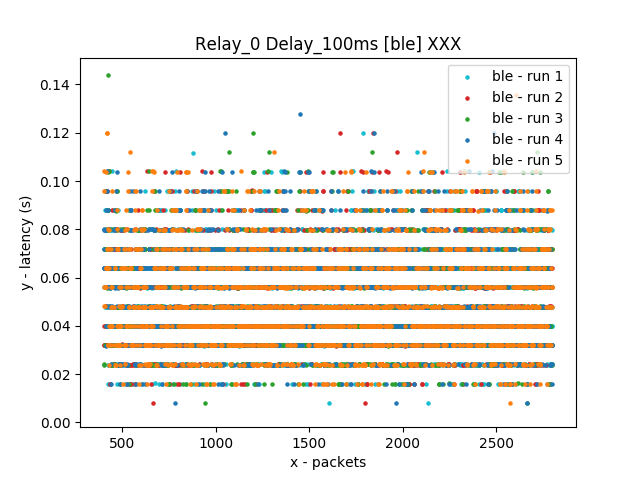 Relay_0 Delay_100ms [ble] XXX
ble - run 1
ble - run 2
ble - run 3
ble - run 4
ble - run 5
y - latency (s)
0.14
0.12
0.10
0.08
0.06
0.04
0.02
0.00
500
1000
1500
2000
2500
x - packets